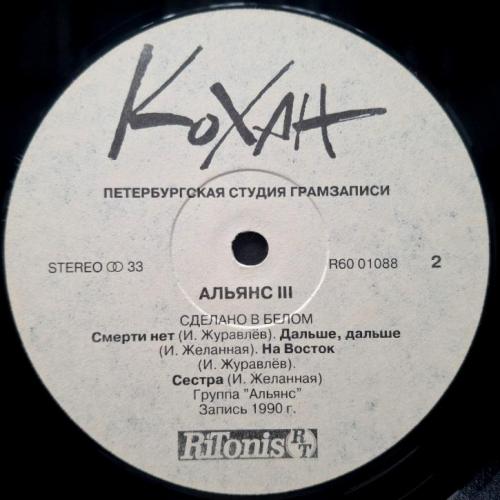 Кохан
ПЕТЕРБУРГСКАЯ СТУДИЯ ГРАМЗАПИСИ
STEREO 33
R60 01088 2
АЛЬЯНС III
СДЕЛАНО В БЕЛОМ
Смерти нет (И. Журавлёв). Дальше, дальше
(И. Желанная). На Восток
(И. Журавлёв).
Сестра (И. Желанная)
Группа "Альянс"
Запись 1990 г.
RiTonis RT